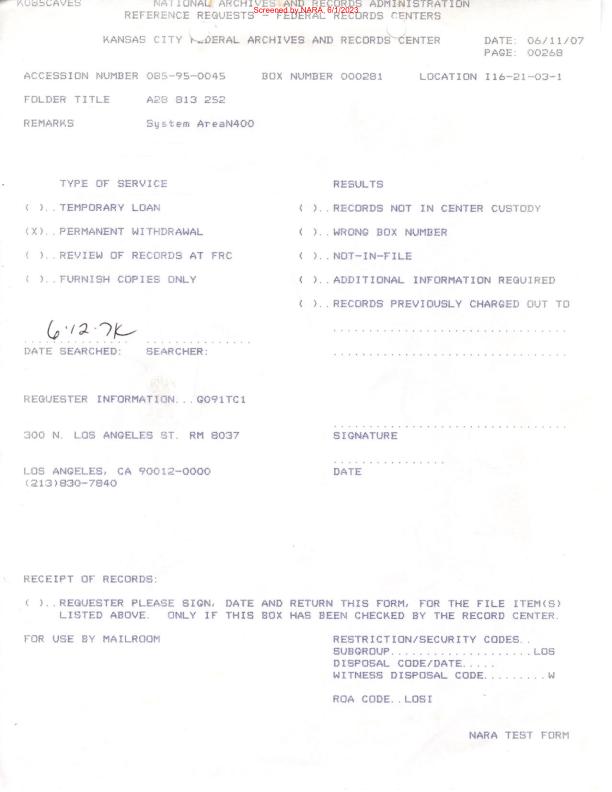 KOBSCAVES NATIONAL ARCHIVES AND RECORDS ADMINISTRATION
Screened by NARA, 8/1/2023
REFERENCE REQUESTS - FEDERAL RECORDS CENTERS
KANSAS CITY FEDERAL ARCHIVES AND RECORDS CENTER DATE: 06/11/07
PAGE: 00268
ACCESSION NUMBER 085-95-0045 BOX NUMBER 000281 LOCATION I16-21-03-1
FOLDER TITLE A28 813 252
REMARKS System AreaN400
TYPE OF SERVICE RESULTS
( )..TEMPORARY LOAN ( )..RECORDS NOT IN CENTER CUSTODY
(X)..PERMANENT WITHDRAWAL ( )..WRONG BOX NUMBER
( )..REVIEW OF RECORDS AT FRC ( )..NOT-IN-FILE
( )..FURNISH COPIES ONLY ( )..ADDITIONAL INFORMATION REQUIRED
( )..RECORDS PREVIOUSLY CHARGED OUT TO
6.12.7K
DATE SEARCHED: SEARCHER:
REQUESTER INFORMATION...Q091TC1
300 N. LOS ANGELES ST. RM 8037 SIGNATURE
LOS ANGELES, CA 90012-0000 DATE
(213)830-7840
RECEIPT OF RECORDS:
( )..REQUESTER PLEASE SIGN, DATE AND RETURN THIS FORM, FOR THE FILE ITEM(S)
LISTED ABOVE. ONLY IF THIS BOX HAS BEEN CHECKED BY THE RECORD CENTER.
FOR USE BY MAILROOM RESTRICTION/SECURITY CODES..
SUBGROUP...................LOS
DISPOSAL CODE/DATE.....
WITNESS DISPOSAL CODE.........W
ROA CODE..LOSI
NARA TEST FORM